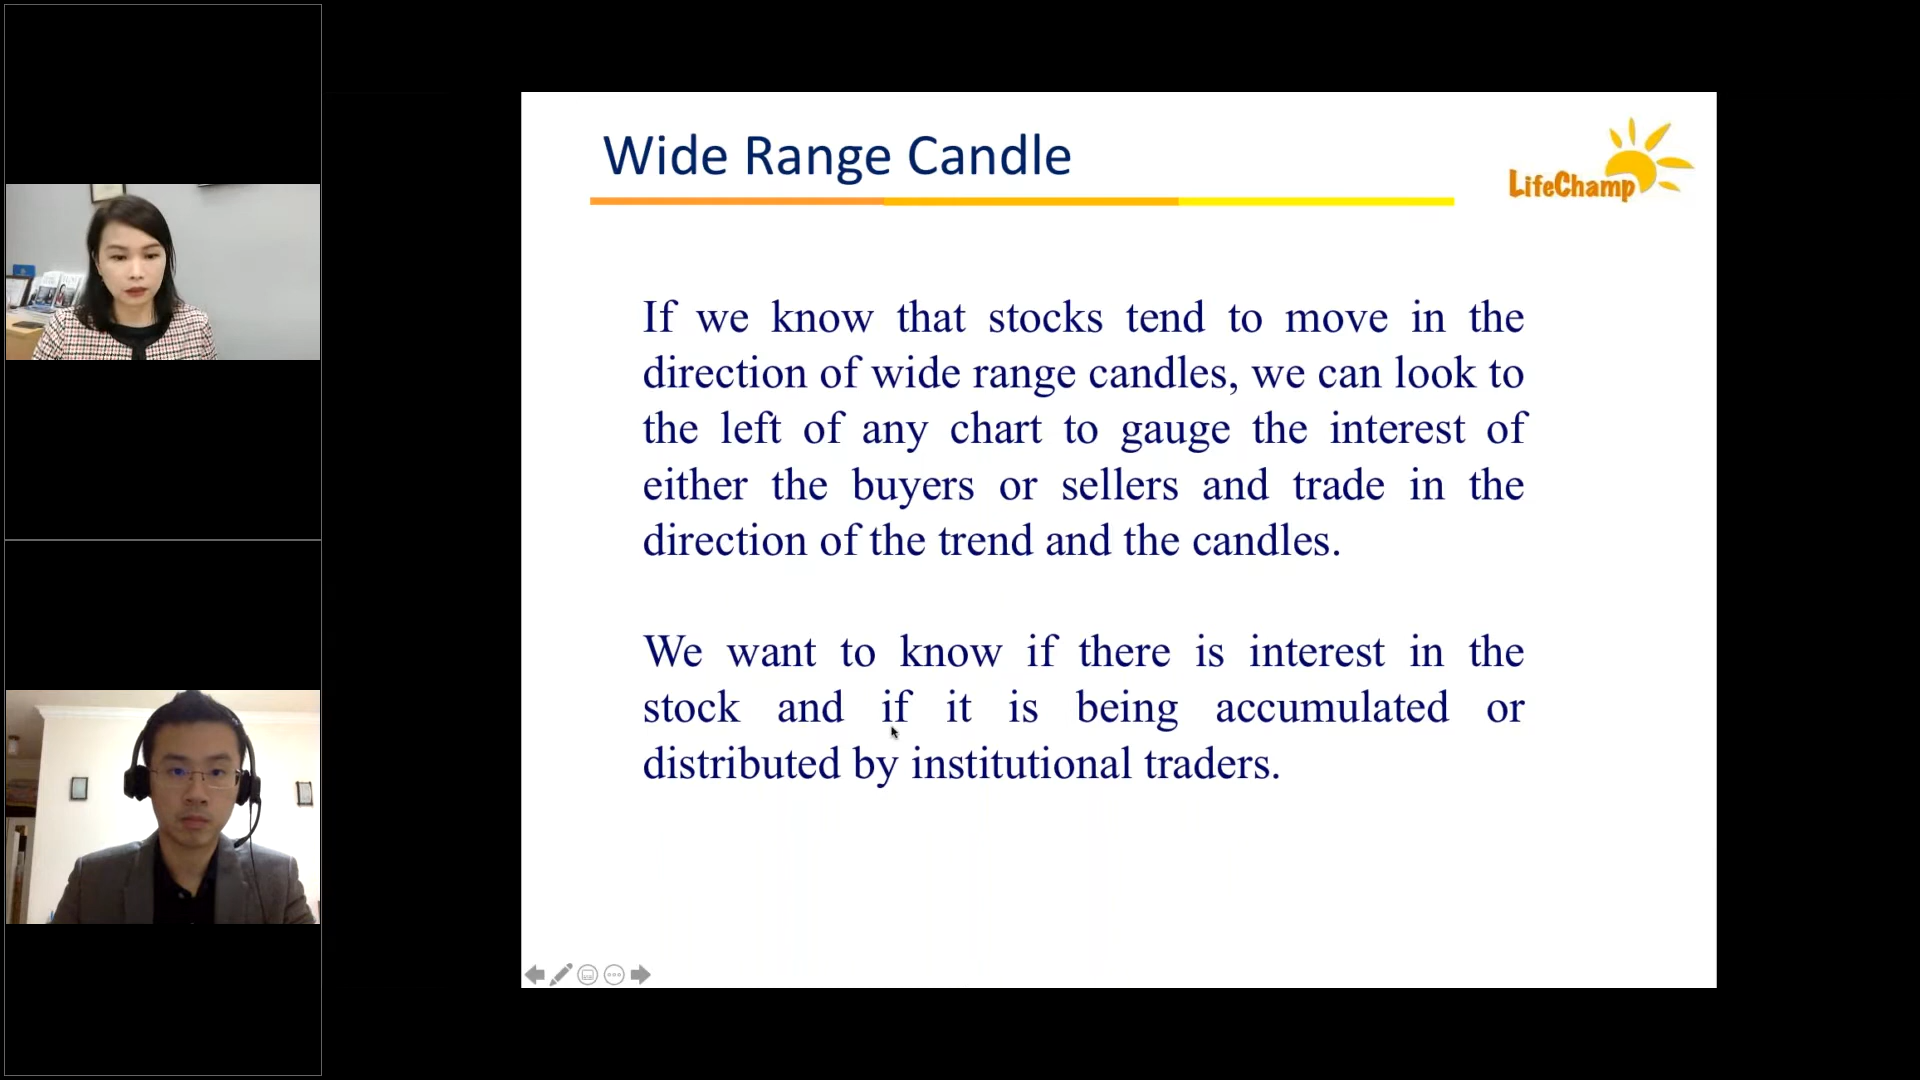 Wide Range Candle
LifeChamp
If we know that stocks tend to move in the
direction of wide range candles, we can look to
the left of any chart to gauge the interest of
either the buyers or sellers and trade in the
direction of the trend and the candles.
We want to know if there is interest in the
stock and if it is being accumulated or
distributed by institutional traders.